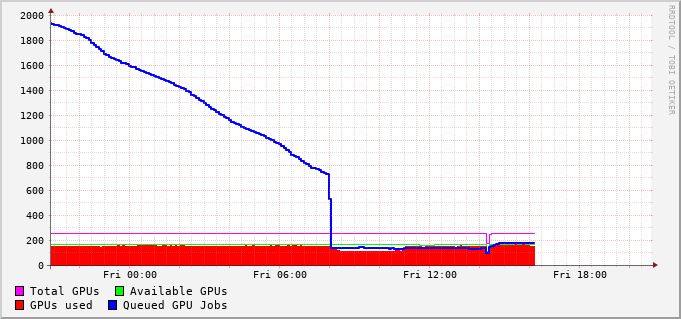 2000
1800
1600
1400
1200
1000
800
600
400
200
0
Fri 00:00 Fri 06:00 Fri 12:00 Fri 18:00
Total GPUs Available GPUs
GPUs used Queued GPU Jobs
RRDTOOL / TOBI OETIKER